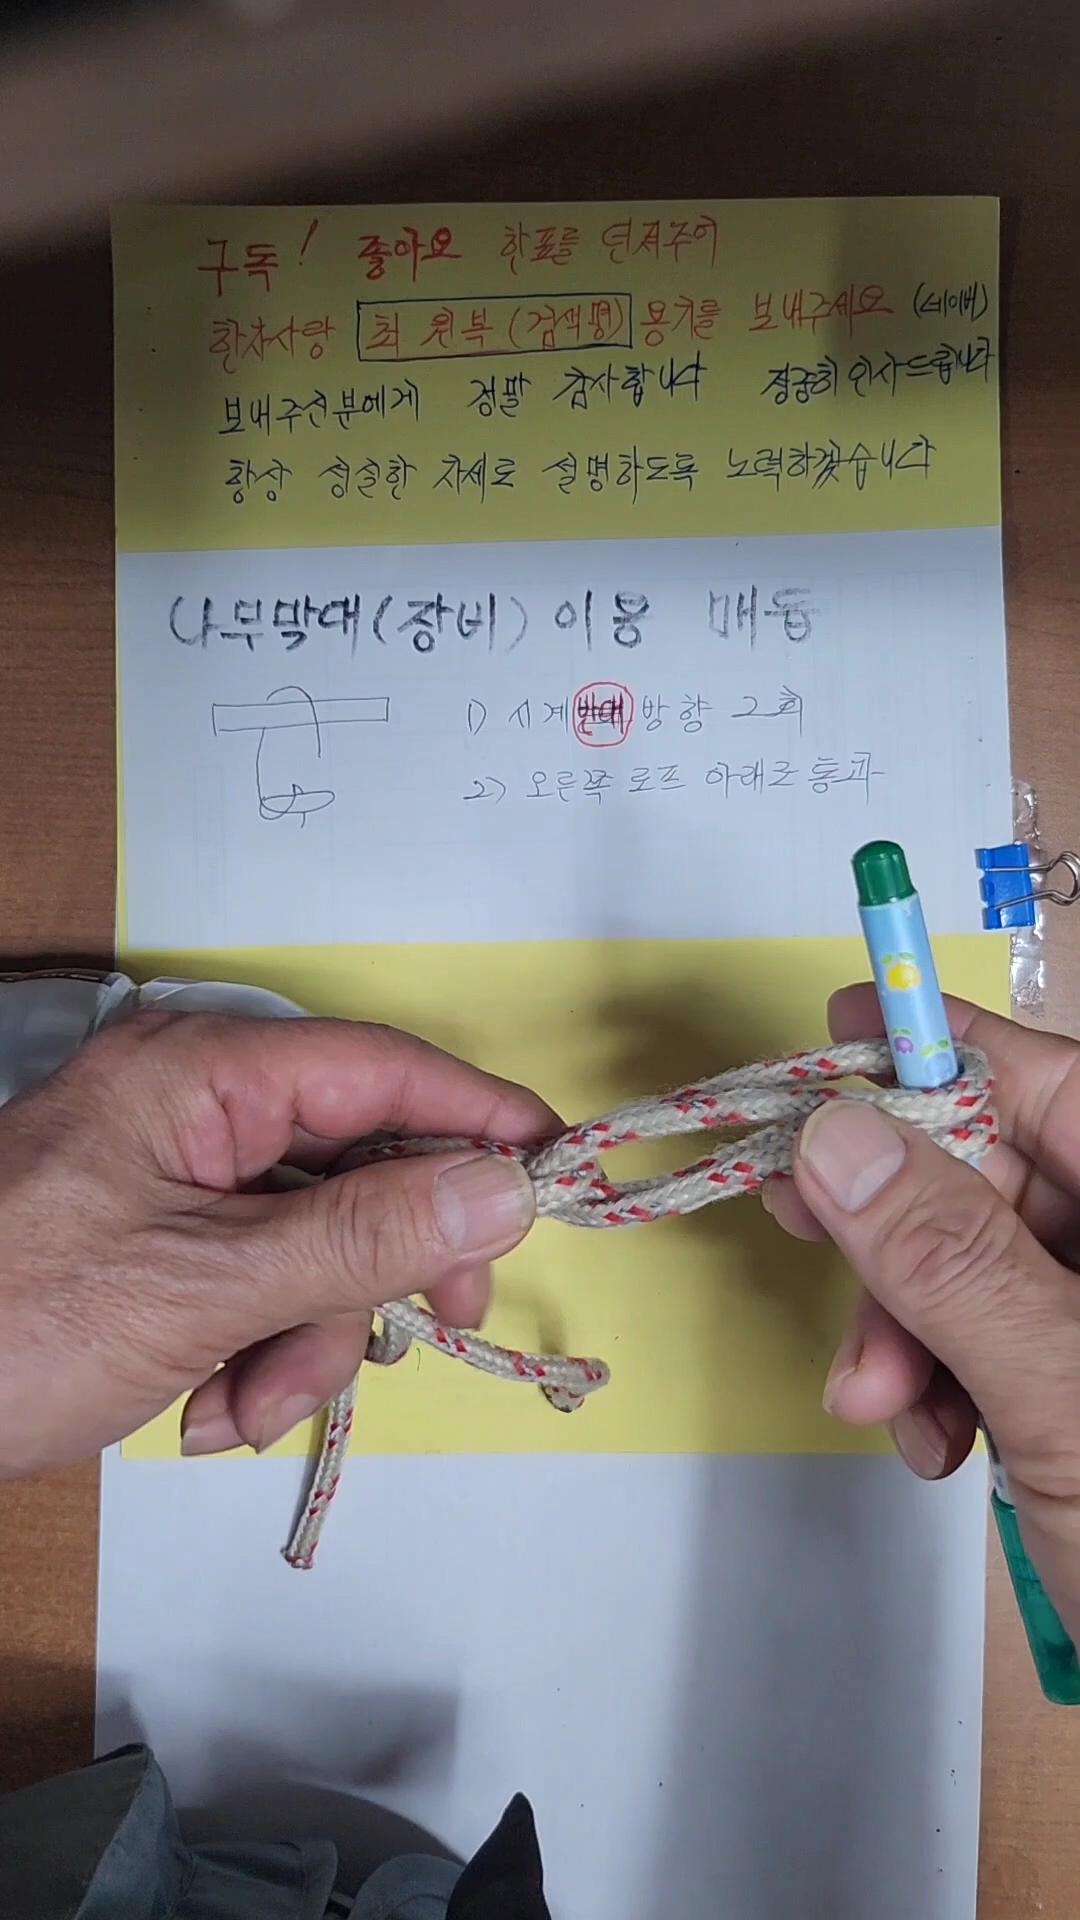 구독! 좋아요 한표를 던져주어
한자사랑 최원복(검색명) 용기를 보내주세요 (네이버)
보내주신분에게 정말 감사합니다 정중히 인사드립니다
항상 성실한 자세로 설명하도록 노력하겠습니다
나무막대(장비) 이용 매듭
1) 시계반대방향 2회
2) 오른쪽 로프 아래로 통과